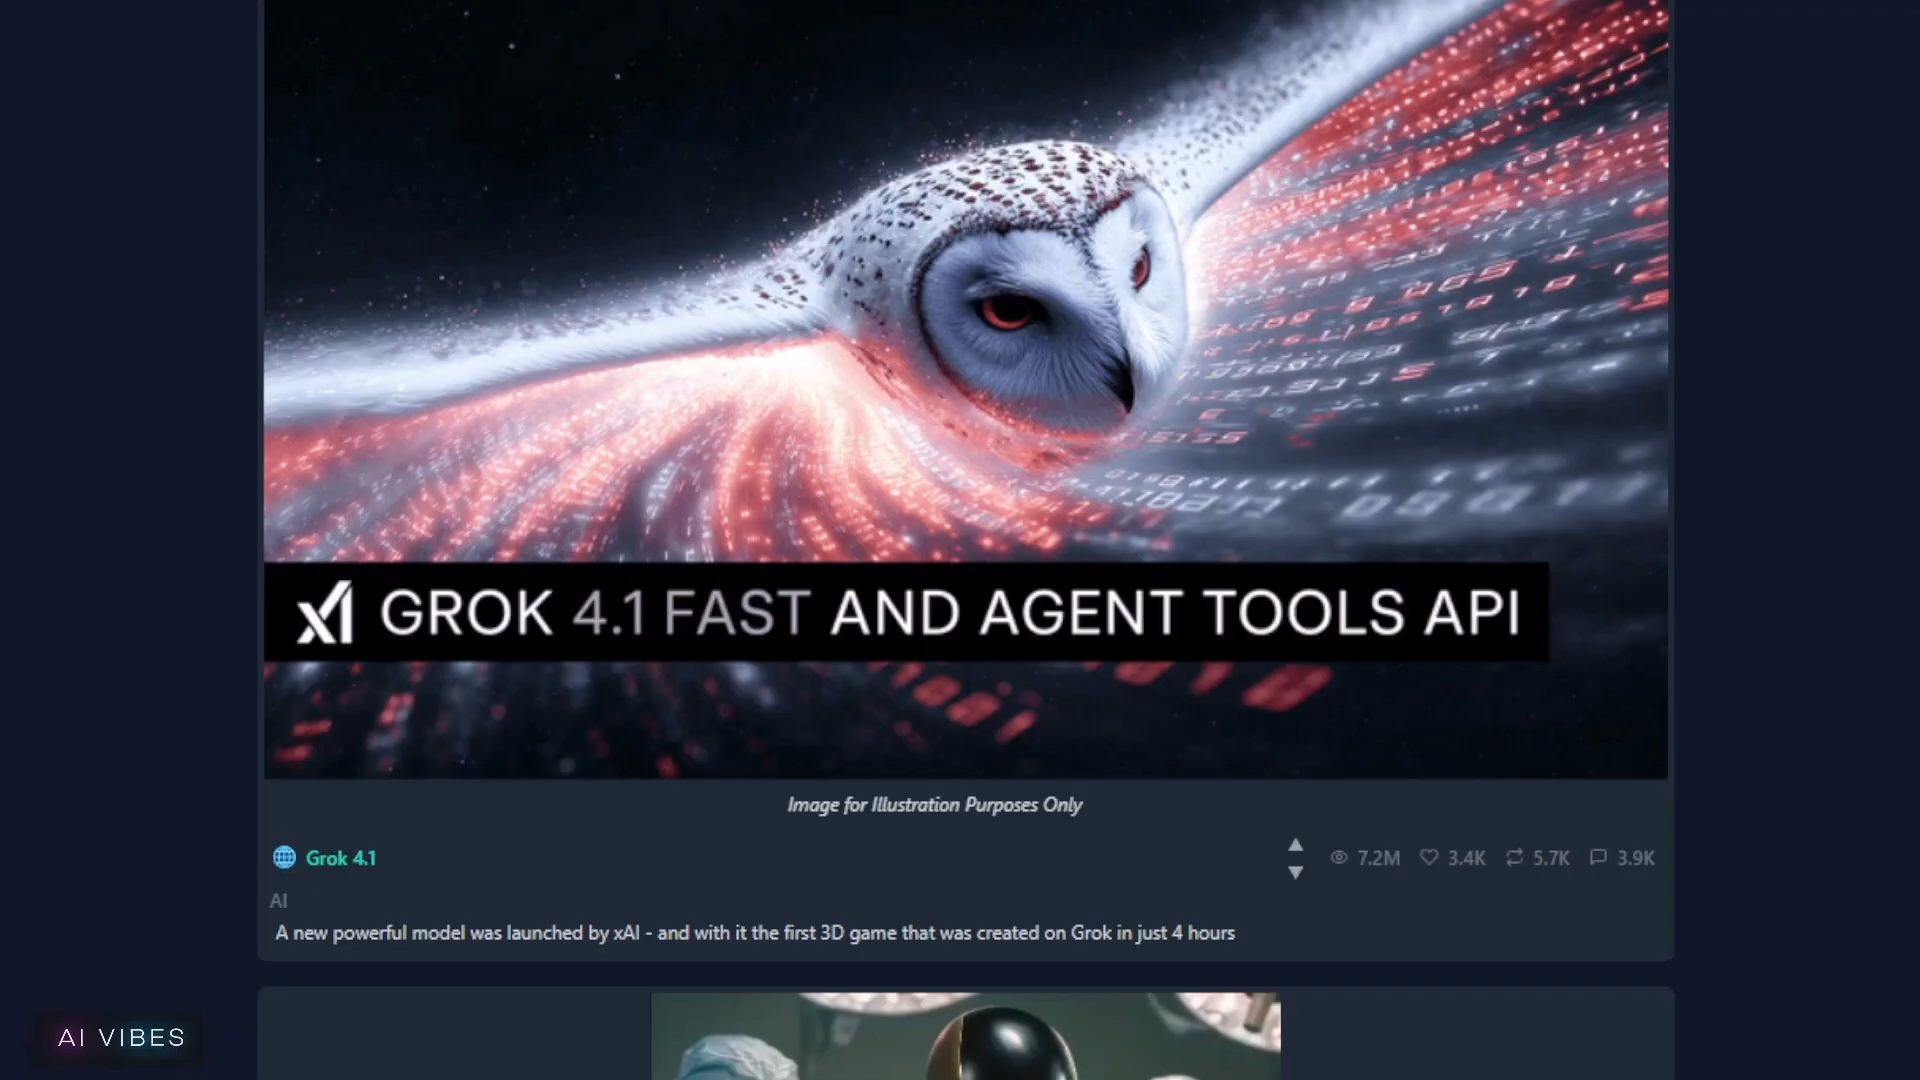 xI GROK 4.1 FAST AND AGENT TOOLS API
Image for Illustration Purposes Only
Grok 4.1
7.2M 3.4K 5.7K 3.9K
AI
A new powerful model was launched by xAI - and with it the first 3D game that was created on Grok in just 4 hours
AI VIBES